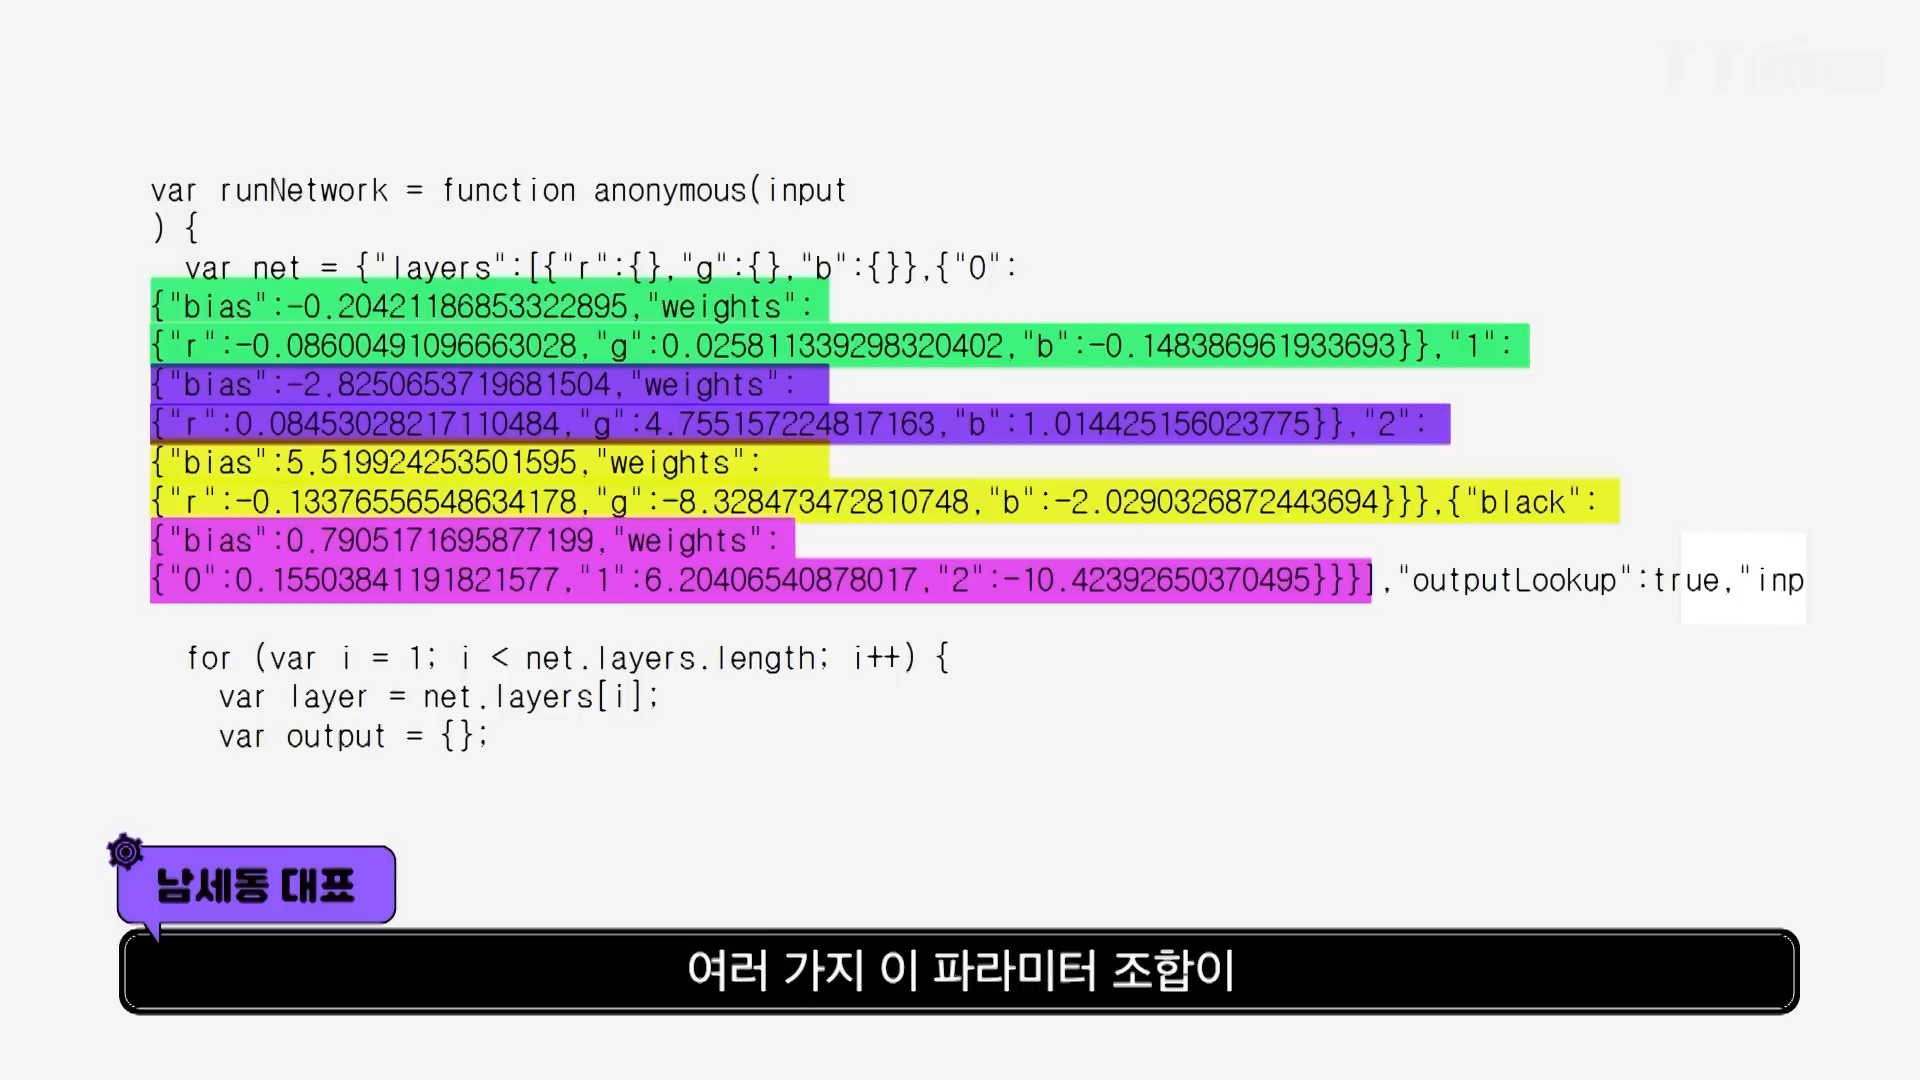 var runNetwork = function anonymous(input
) {
var net = {"layers":[{"r":{},"g":{},"b":{}},{"0":
{"bias":-0.20421186853322895,"weights":
{"r":-0.08600491096663028,"g":0.025811339298320402,"b":-0.148386961933693}},"1":
{"bias":-2.8250653719681504,"weights":
{"r":0.08453028217110484,"g":4.755157224817163,"b":1.014425156023775}},"2":
{"bias":5.519924253501595,"weights":
{"r":-0.13376556548634178,"g":-8.328473472810748,"b":-2.0290326872443694}}},{"black":
{"bias":0.7905171695877199,"weights":
{"0":0.15503841191821577,"1":6.20406540878017,"2":-10.42392650370495}}}],"outputLookup":true,"inp
for (var i = 1; i < net.layers.length; i++) {
var layer = net.layers[i];
var output = {};
남세동 대표
여러 가지 이 파라미터 조합이